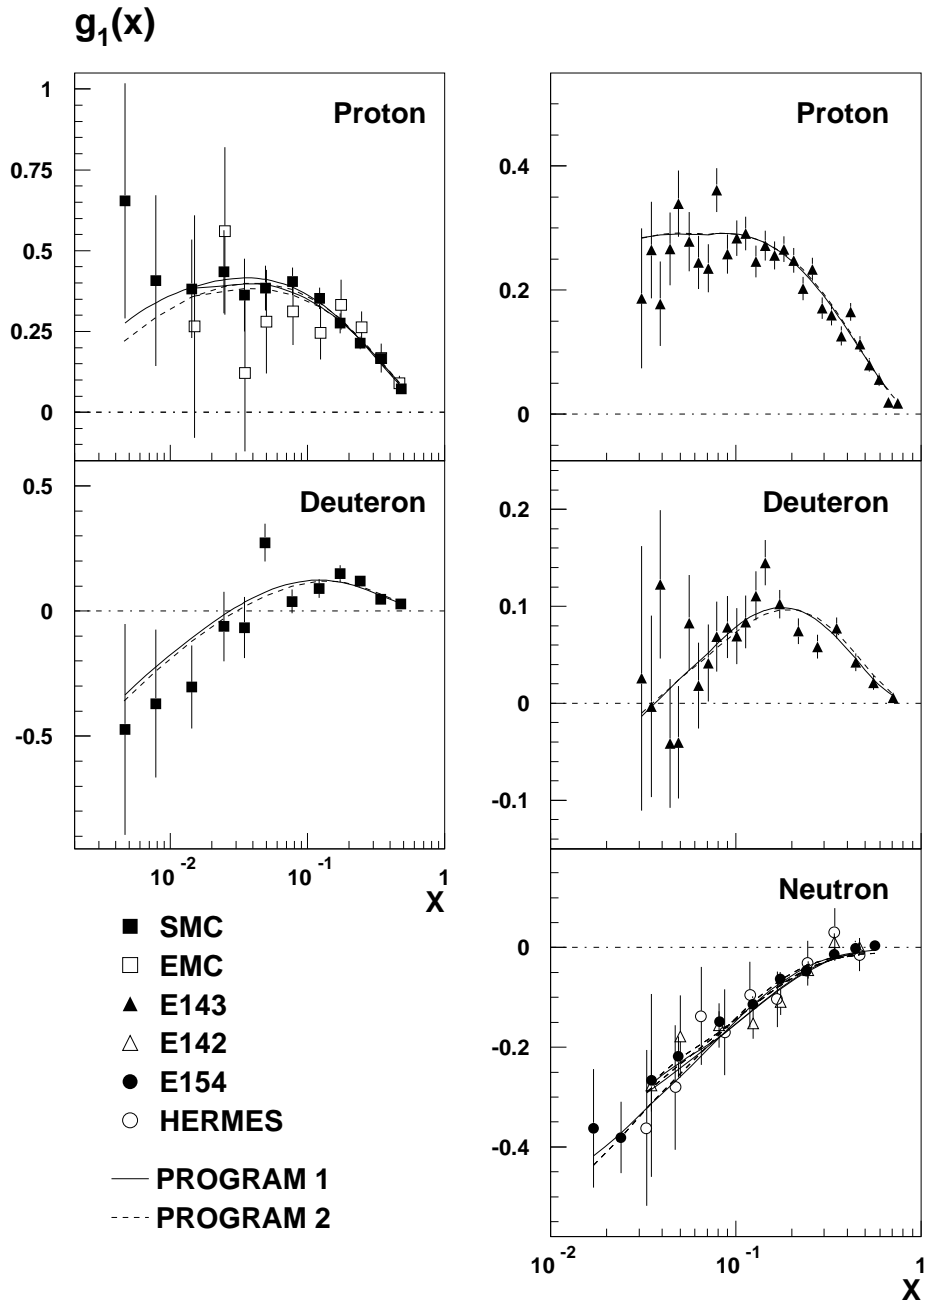 g1(x)
Proton
1
0.75
0.5
0.25
0
Proton
0.4
0.2
0
Deuteron
0.5
0
-0.5
10 -2
10 -1
1
X
Deuteron
0.2
0.1
0
-0.1
Neutron
0
-0.2
-0.4
10 -2
10 -1
1
X
SMC
EMC
E143
E142
E154
HERMES
PROGRAM 1
PROGRAM 2